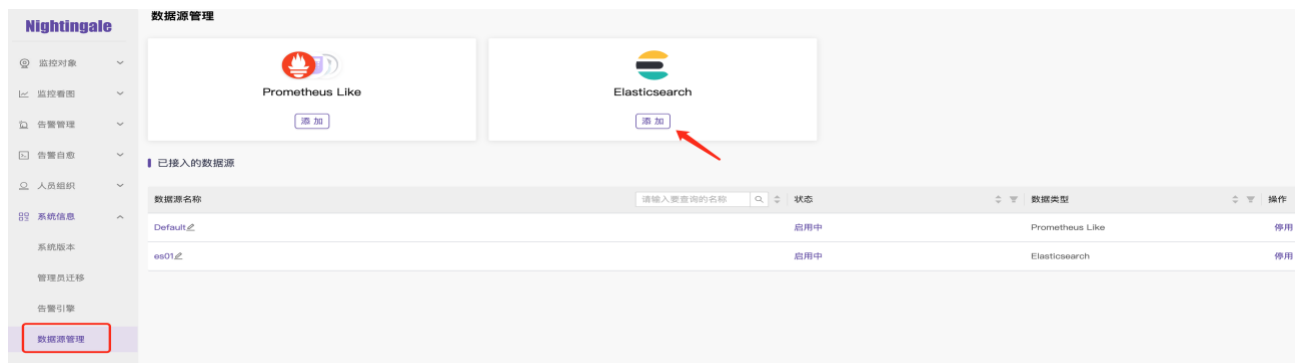 Nightingale
监控对象
监控看图
告警管理
告警自愈
人员组织
系统信息
系统版本
管理员迁移
告警引擎
数据源管理
数据源管理
Prometheus Like
添加
Elasticsearch
添加
已接入的数据源
数据源名称 请输入要查询的名称 状态 数据类型 操作
Default 启用中 Prometheus Like 停用
es01 启用中 Elasticsearch 停用